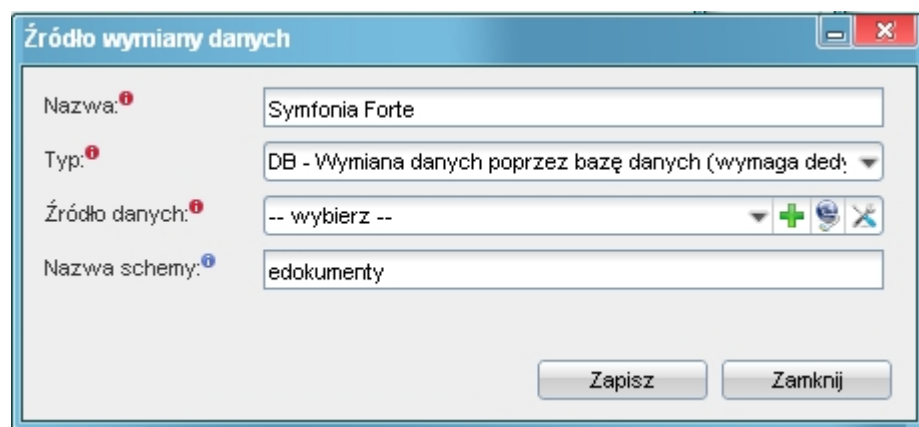 Źródło wymiany danych
Nazwa:
Symfonia Forte
Typ:
DB - Wymiana danych poprzez bazę danych (wymaga
Źródło danych:
-- wybierz --
Nazwa schemy:
edokumenty
Zapisz
Zamknij